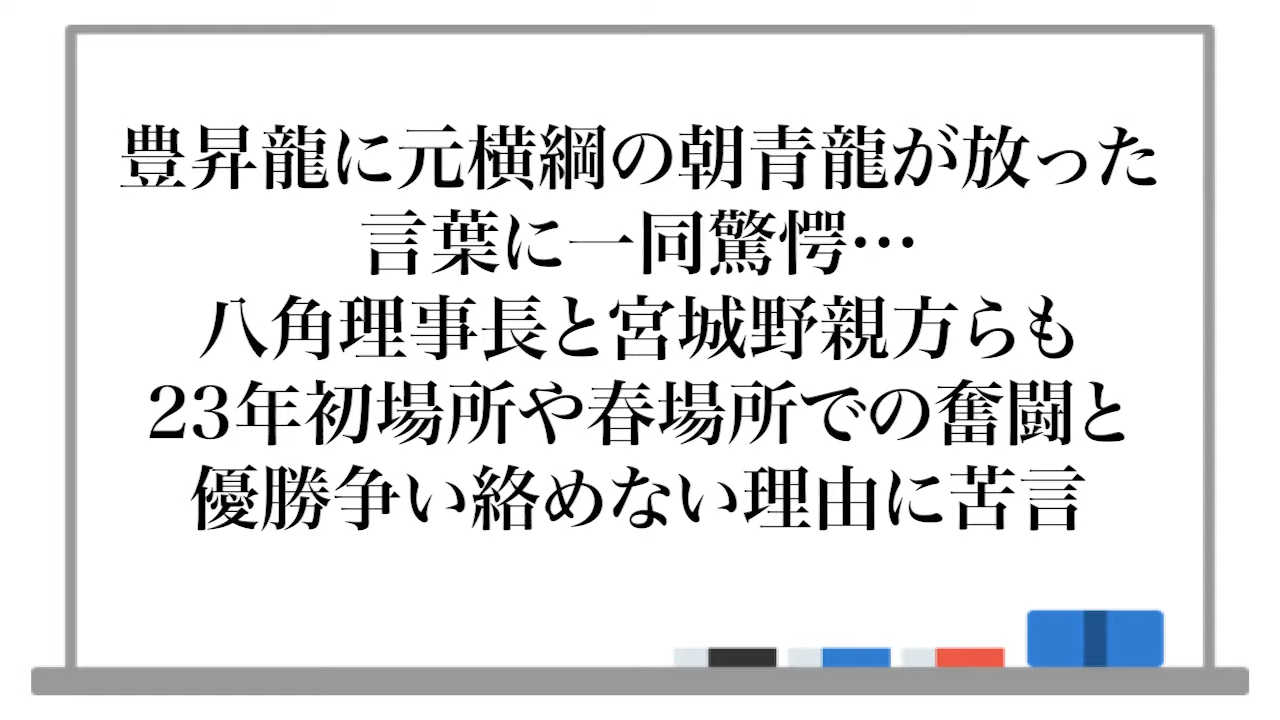 豊昇龍に元横綱の朝青龍が放った
言葉に一同驚愕…
八角理事長と宮城野親方らも
23年初場所や春場所での奮闘と
優勝争い絡めない理由に苦言